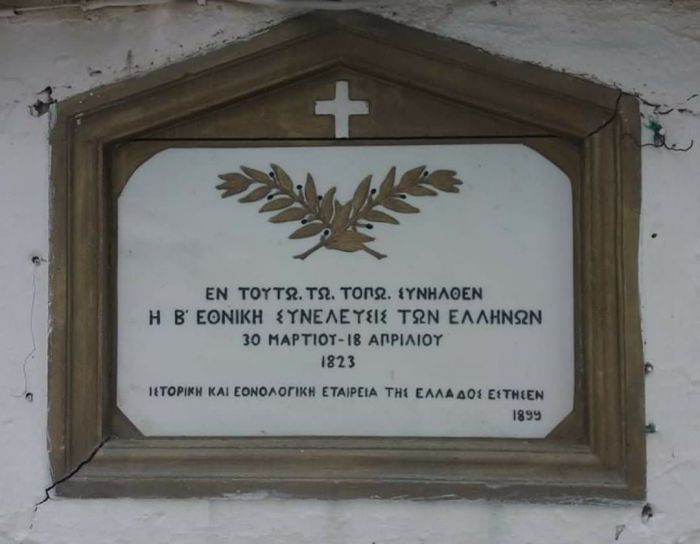 ΕΝ ΤΟΥΤΩ. ΤΩ. ΤΟΠΩ. ΣΥΝΗΛΘΕΝ
Η Β' ΕΘΝΙΚΗ ΣΥΝΕΛΕΥΣΙΣ ΤΩΝ ΕΛΛΗΝΩΝ
30 ΜΑΡΤΙΟΥ-18 ΑΠΡΙΛΙΟΥ
1823
ΙΣΤΟΡΙΚΗ ΚΑΙ ΕΘΝΟΛΟΓΙΚΗ ΕΤΑΙΡΕΙΑ ΤΗΣ ΕΛΛΑΔΟΣ ΕΣΤΗΣΕΝ
1899